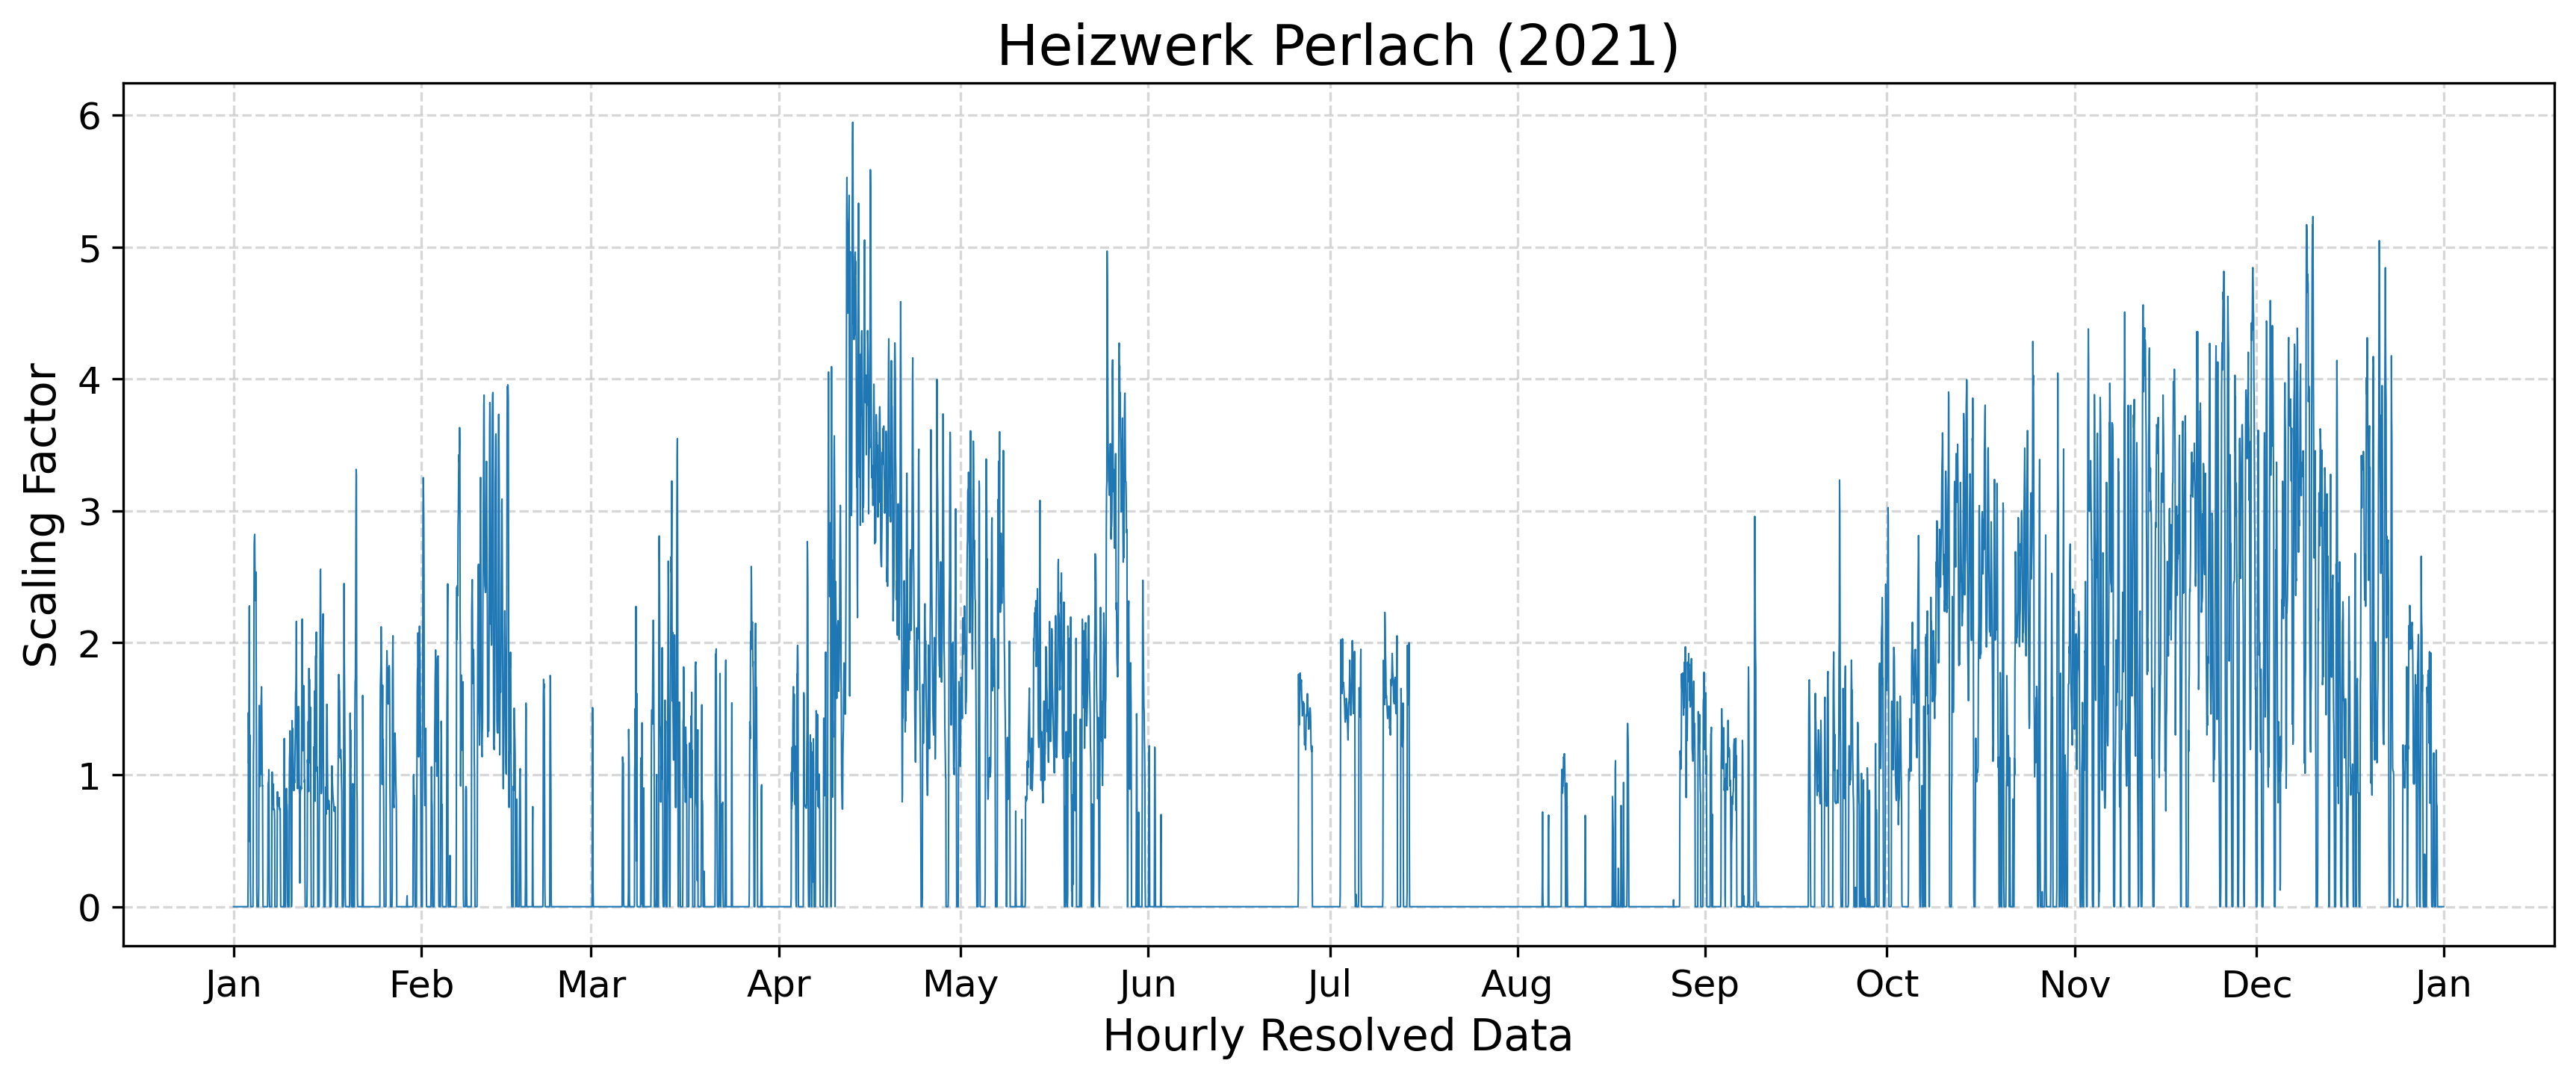 Heizwerk Perlach (2021)
Scaling Factor
6
5
4
3
2
1
0
Jan Feb Mar Apr May Jun Jul Aug Sep Oct Nov Dec Jan
Hourly Resolved Data